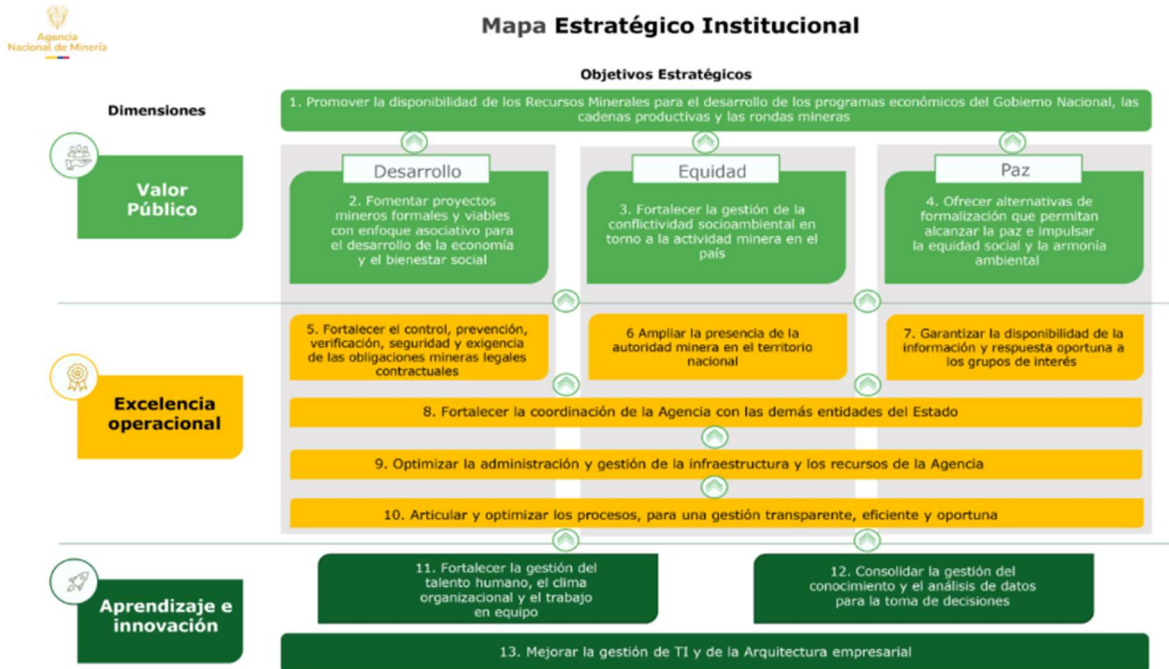 Agencia
Nacional de Minería
Mapa Estratégico Institucional
Objetivos Estratégicos
Dimensiones
1. Promover la disponibilidad de los Recursos Minerales para el desarrollo de los programas económicos del Gobierno Nacional, las
cadenas productivas y las rondas mineras
Valor
Público
Desarrollo
2. Fomentar proyectos
mineros formales y viables
con enfoque asociativo para
el desarrollo de la economía
y el bienestar social
Equidad
3. Fortalecer la gestión de la
conflictividad socioambiental en
torno a la actividad minera en el
país
Paz
4. Ofrecer alternativas de
formalización que permitan
alcanzar la paz e impulsar
la equidad social y la armonía
ambiental
Excelencia
operacional
5. Fortalecer el control, prevención,
verificación, seguridad y exigencia
de las obligaciones mineras legales
contractuales
6 Ampliar la presencia de la
autoridad minera en el territorio
nacional
7. Garantizar la disponibilidad de la
información y respuesta oportuna a
los grupos de interés
8. Fortalecer la coordinación de la Agencia con las demás entidades del Estado
9. Optimizar la administración y gestión de la infraestructura y los recursos de la Agencia
10. Articular y optimizar los procesos, para una gestión transparente, eficiente y oportuna
Aprendizaje e
innovación
11. Fortalecer la gestión del
talento humano, el clima
organizacional y el trabajo
en equipo
12. Consolidar la gestión del
conocimiento y el análisis de datos
para la toma de decisiones
13. Mejorar la gestión de TI y de la Arquitectura empresarial